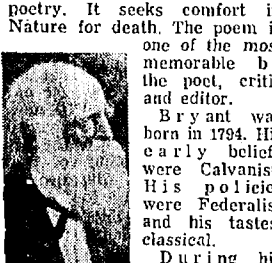 poetry. It seeks comfort i
Nature for death. The poem i
one of the mos
memorable b
the poet, criti
and editor.
Bryant wa
born in 1794. Hi
early belief
were Calvanis
His policie
were Federalis
and his taste
classical.
During hi